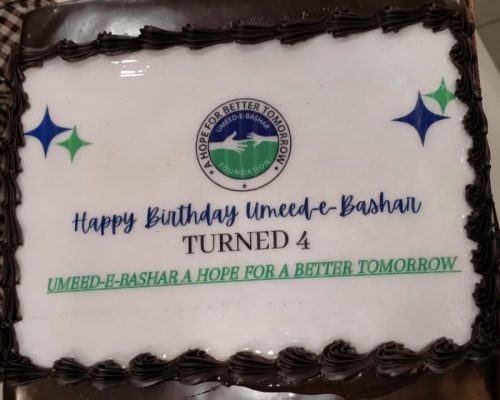 A HOPE FOR BETTER TOMORROW
UMEED-E-BASHAR
FOUNDATION
Happy Birthday Umeed-e-Bashar
TURNED 4
UMEED-E-BASHAR A HOPE FOR A BETTER TOMORROW